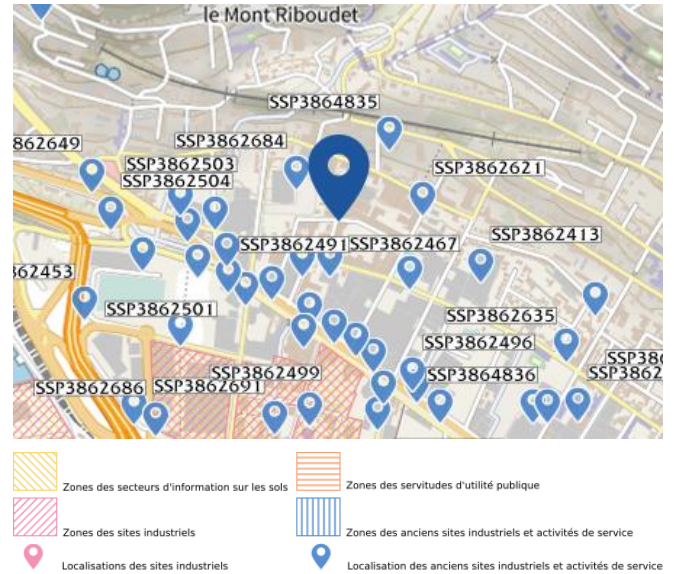 le Mont Riboudet
SSP3864835
862649
SSP3862684
SSP3862503
SSP3862621
SSP3862504
SSP3862413
SSP3862491
SSP3862467
862453
SSP3862501
SSP3862635
SSP3862496
SSP386
SSP3862499
SSP3864836
SSP3862
SSP3862686
SSP3862691
Zones des secteurs d'information sur les sols
Zones des servitudes d'utilité publique
Zones des sites industriels
Zones des anciens sites industriels et activités de service
Localisations des sites industriels
Localisation des anciens sites industriels et activités de service